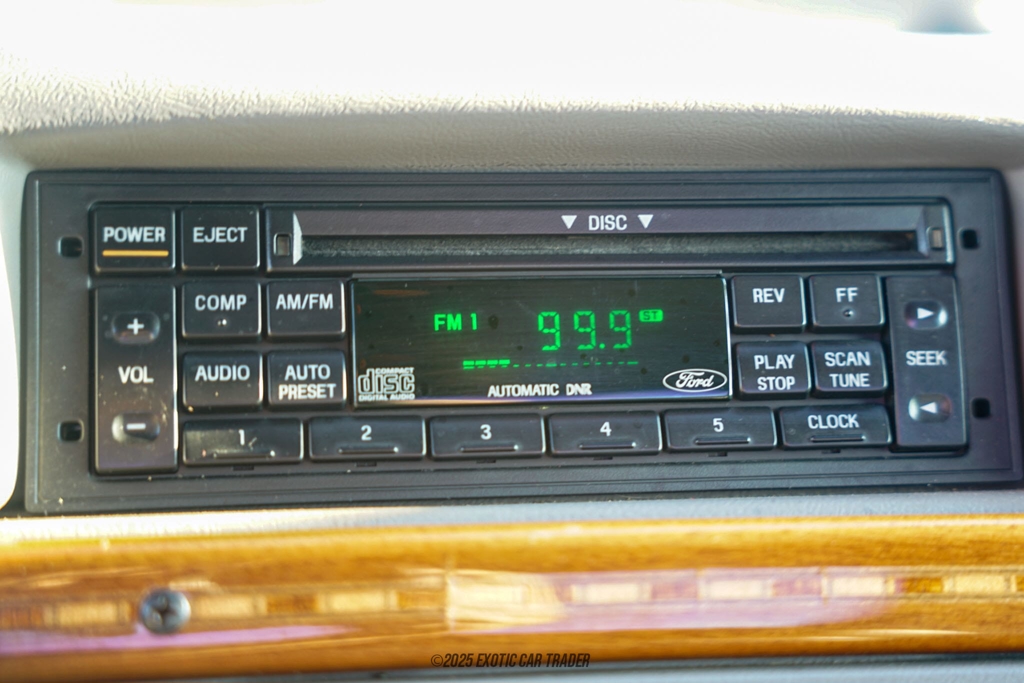 POWER
EJECT
DISC
COMP
AM/FM
FM 1
99.9
ST
REV
FF
+
VOL
AUDIO
AUTO
PRESET
COMPACT
disc
DIGITAL AUDIO
AUTOMATIC DNR
Ford
PLAY
STOP
SCAN
TUNE
SEEK
-
1
2
3
4
5
CLOCK
©2025 EXOTIC CAR TRADER